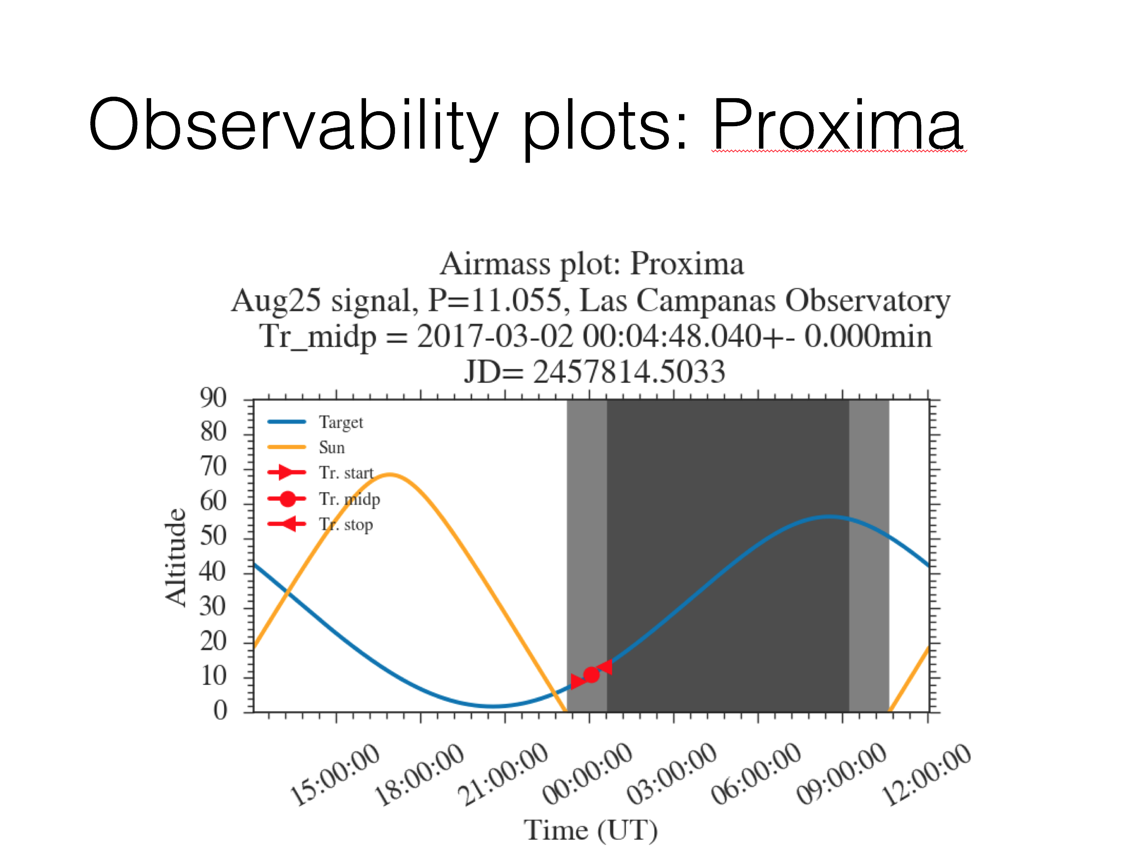 Observability plots: Proxima
Airmass plot: Proxima
Aug25 signal, P=11.055, Las Campanas Observatory
Tr_midp = 2017-03-02 00:04:48.040+- 0.000min
JD= 2457814.5033
90
80
70
60
50
40
30
20
10
0
Altitude
Target
Sun
Tr. start
Tr. midp
Tr. stop
15:00:00
18:00:00
21:00:00
00:00:00
03:00:00
06:00:00
09:00:00
12:00:00
Time (UT)